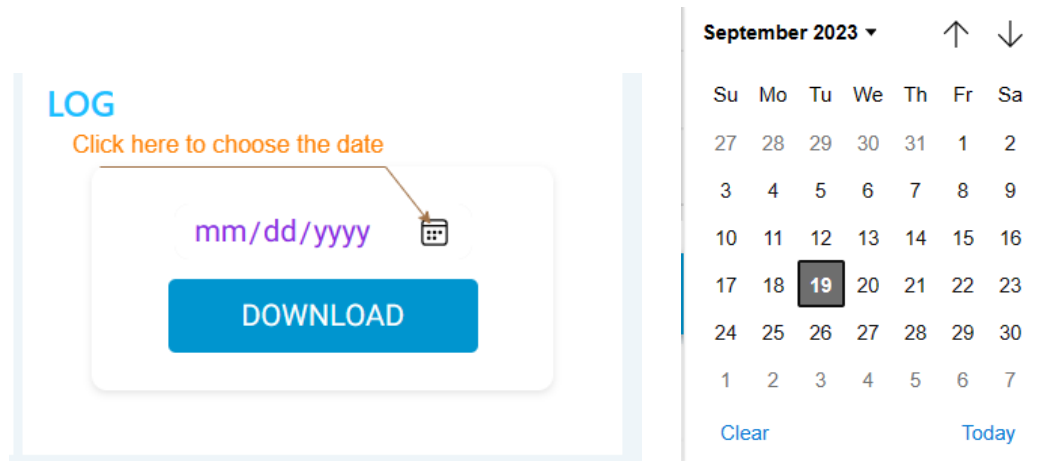 LOG
Click here to choose the date
mm/dd/yyyy
DOWNLOAD
September 2023
Su Mo Tu We Th Fr Sa
27 28 29 30 31 1 2
3 4 5 6 7 8 9
10 11 12 13 14 15 16
17 18 19 20 21 22 23
24 25 26 27 28 29 30
1 2 3 4 5 6 7
Clear Today